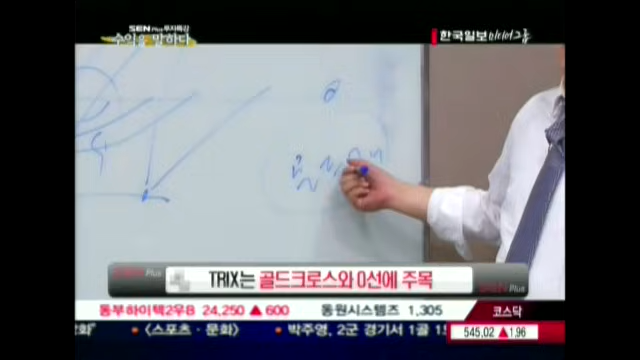 SEN Plus 투자특강
수익을 말하다
한국일보 미디어그룹
TRIX는 골드크로스와 0선에 주목
SEN Plus
동부하이텍2우B 24,250 ▲ 600 동원시스템즈 1,305
코스닥
545.02 ▲ 1.96
화" • 〈스포츠 · 문화〉 • 박주영, 2군 경기서 1골 1